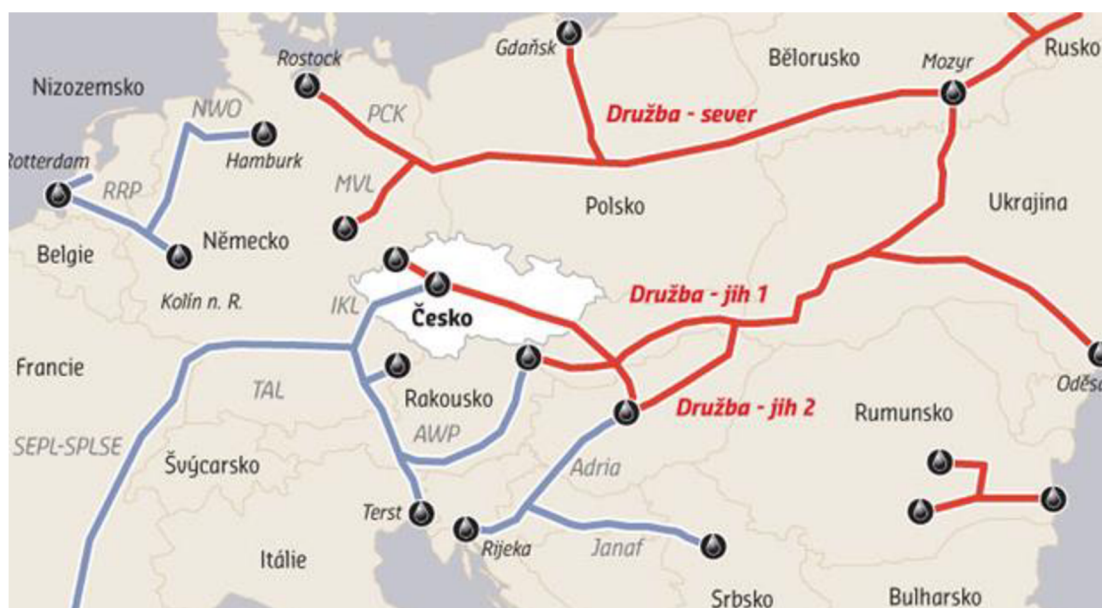 Gdaňsk
Bělorusko
Mozyr
Rusko
Rostock
Nizozemsko
NWO
PCK
Družba - sever
Hamburk
Rotterdam
RRP
MVL
Polsko
Ukrajina
Německo
Belgie
Kolín n. R.
IKL
Česko
Družba - jih 1
Francie
Oděsa
TAL
Rakousko
Družba - jih 2
Rumunsko
AWP
SEPL-SPLSE
Švýcarsko
Adria
Terst
Rijeka
Janaf
Itálie
Srbsko
Bulharsko